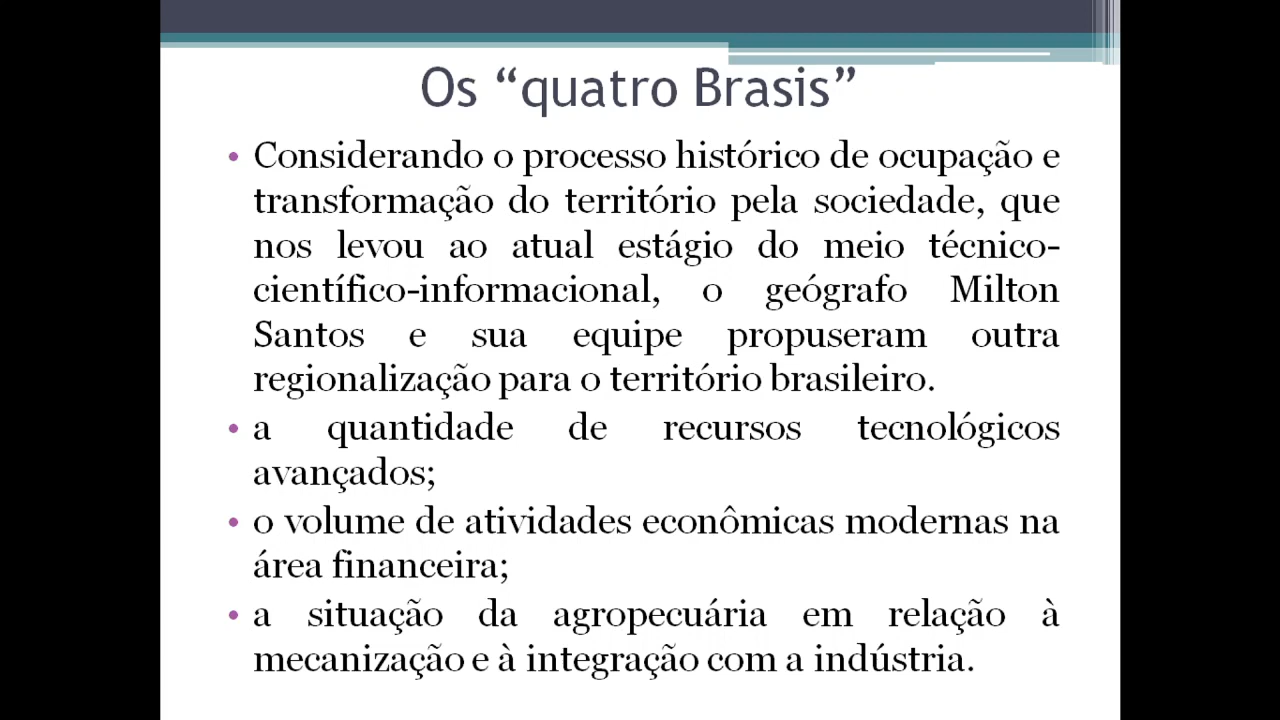 Os “quatro Brasis”
• Considerando o processo histórico de ocupação e
transformação do território pela sociedade, que
nos levou ao atual estágio do meio técnico-
científico-informacional, o geógrafo Milton
Santos e sua equipe propuseram outra
regionalização para o território brasileiro.
• a quantidade de recursos tecnológicos
avançados;
• o volume de atividades econômicas modernas na
área financeira;
• a situação da agropecuária em relação à
mecanização e à integração com a indústria.